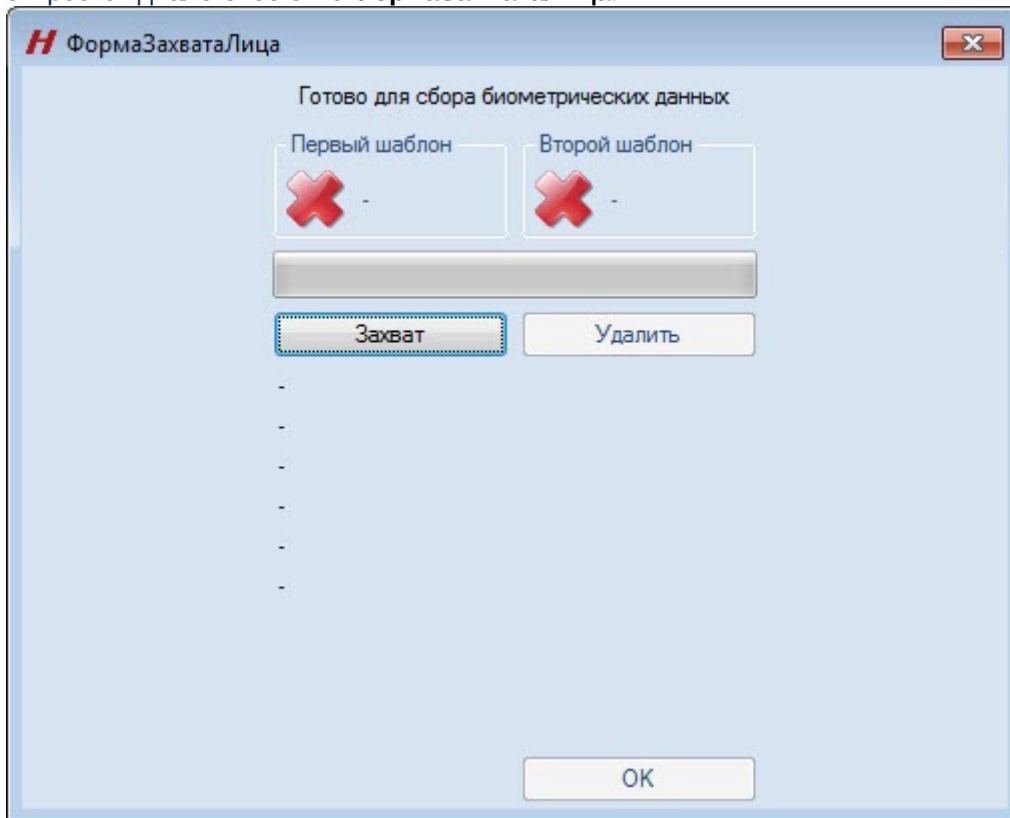 H ФормаЗахватаЛица
Готово для сбора биометрических данных
Первый шаблон Второй шаблон
- -
Захват Удалить
-
-
-
-
-
-
OK